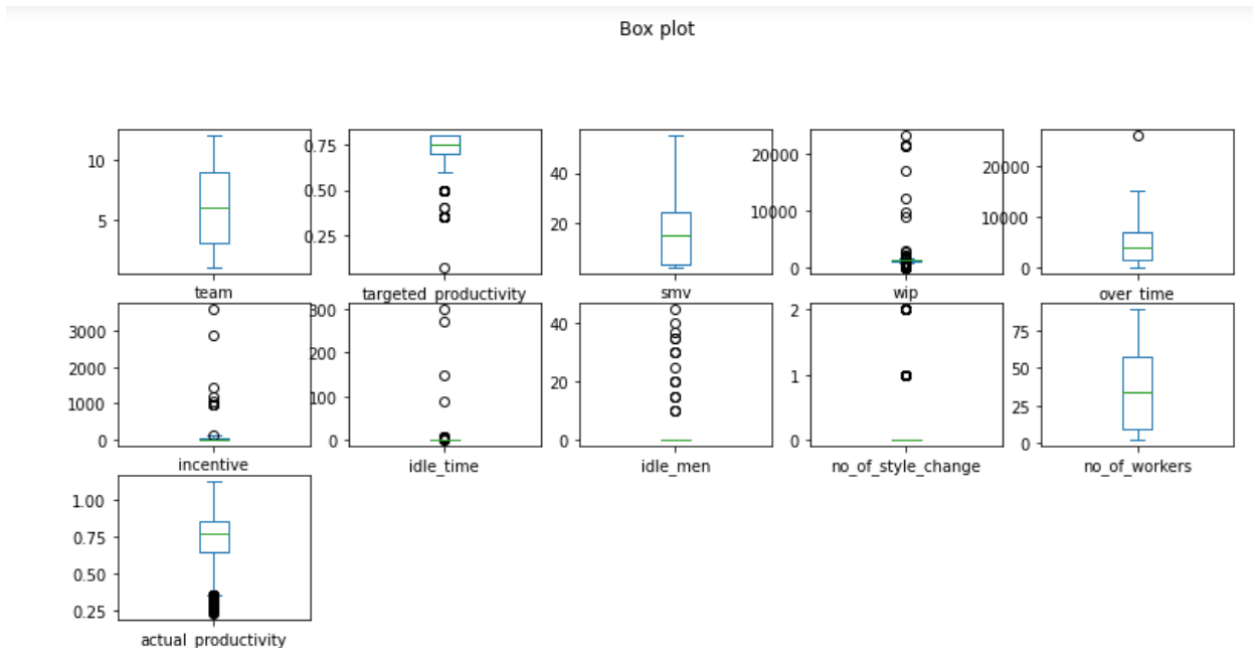 Box plot
10
5
team
0.75
0.50
0.25
targeted_productivity
40
20
smv
20000
10000
0
wip
20000
10000
0
over_time
3000
2000
1000
0
incentive
300
200
100
0
idle_time
40
20
0
idle_men
2
1
0
no_of_style_change
75
50
25
0
no_of_workers
1.00
0.75
0.50
0.25
actual_productivity